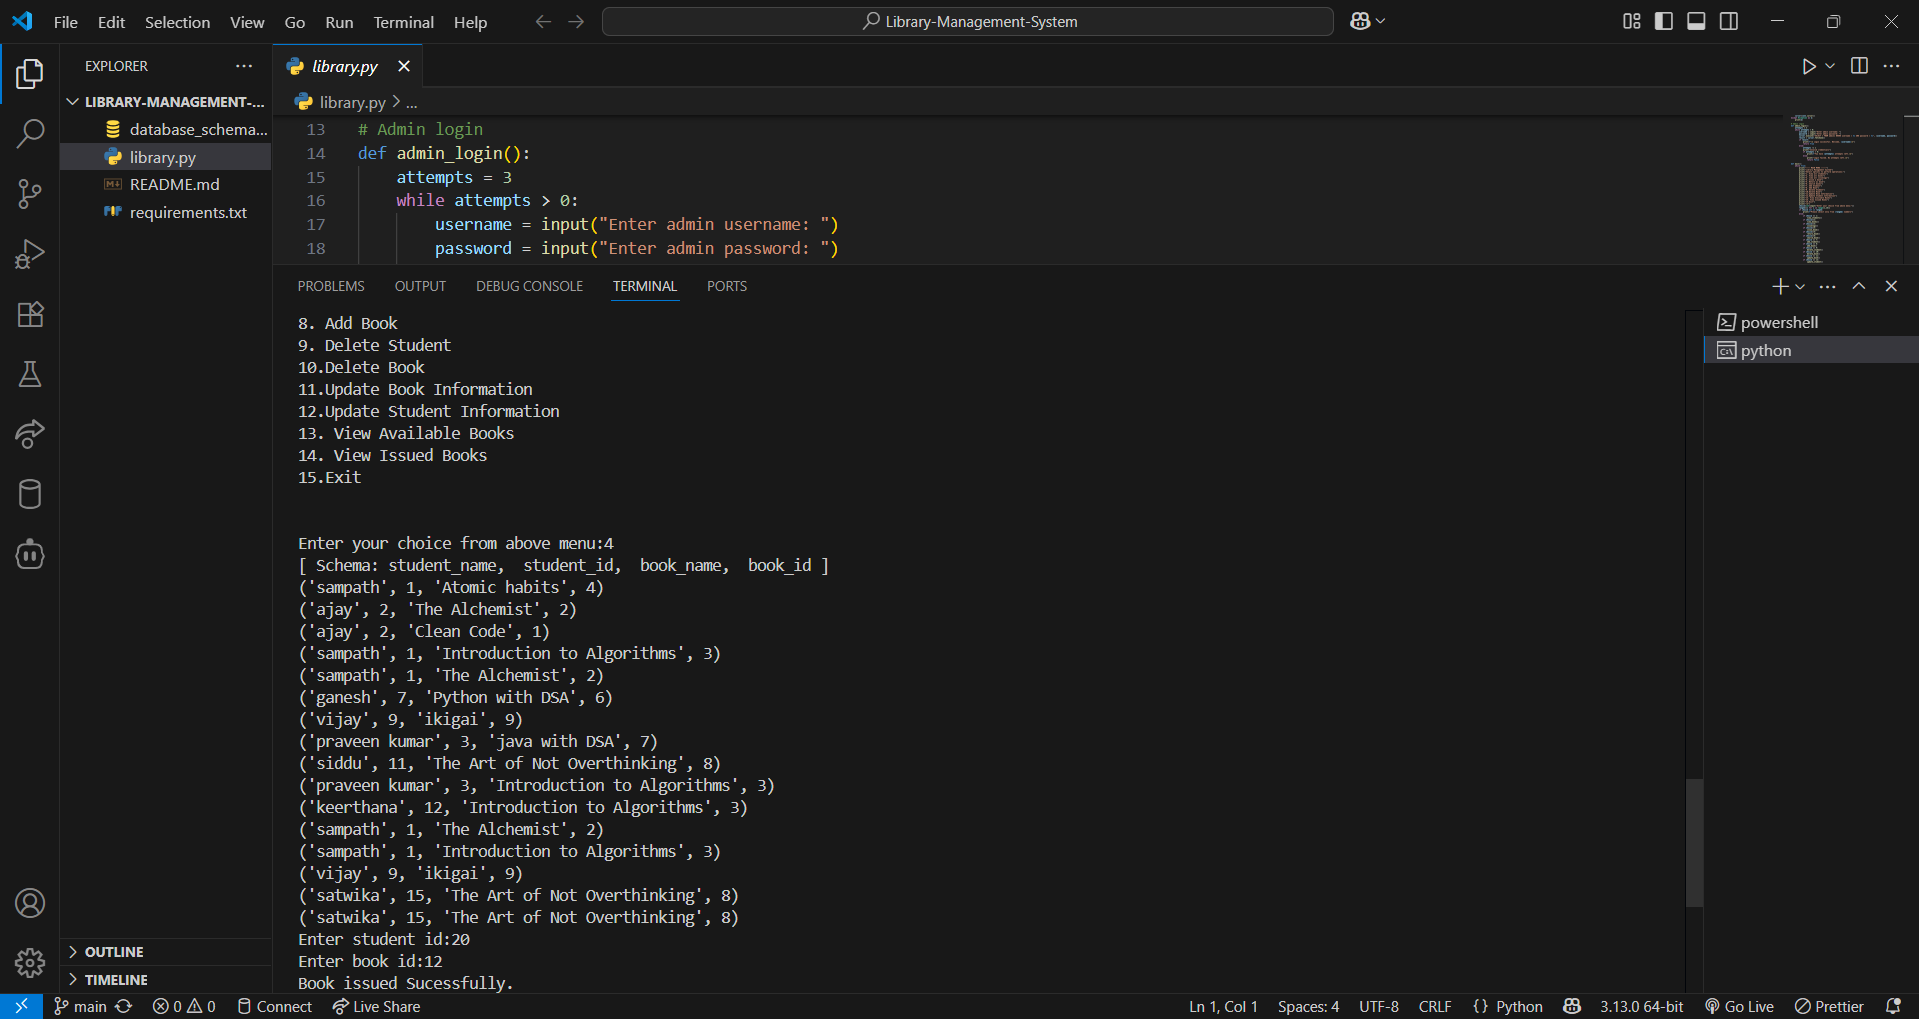 File Edit Selection View Go Run Terminal Help
Library-Management-System
EXPLORER
LIBRARY-MANAGEMENT-...
database_schema...
library.py
README.md
requirements.txt
OUTLINE
TIMELINE
library.py
library.py > ...
13 # Admin login
14 def admin_login():
15 attempts = 3
16 while attempts > 0:
17 username = input("Enter admin username: ")
18 password = input("Enter admin password: ")
PROBLEMS OUTPUT DEBUG CONSOLE TERMINAL PORTS
powershell
python
8. Add Book
9. Delete Student
10.Delete Book
11.Update Book Information
12.Update Student Information
13. View Available Books
14. View Issued Books
15.Exit
Enter your choice from above menu:4
[ Schema: student_name,  student_id,  book_name,  book_id ]
('sampath', 1, 'Atomic habits', 4)
('ajay', 2, 'The Alchemist', 2)
('ajay', 2, 'Clean Code', 1)
('sampath', 1, 'Introduction to Algorithms', 3)
('sampath', 1, 'The Alchemist', 2)
('ganesh', 7, 'Python with DSA', 6)
('vijay', 9, 'ikigai', 9)
('praveen kumar', 3, 'java with DSA', 7)
('siddu', 11, 'The Art of Not Overthinking', 8)
('praveen kumar', 3, 'Introduction to Algorithms', 3)
('keerthana', 12, 'Introduction to Algorithms', 3)
('sampath', 1, 'The Alchemist', 2)
('sampath', 1, 'Introduction to Algorithms', 3)
('vijay', 9, 'ikigai', 9)
('satwika', 15, 'The Art of Not Overthinking', 8)
('satwika', 15, 'The Art of Not Overthinking', 8)
Enter student id:20
Enter book id:12
Book issued Sucessfully.
main 0 0 Connect Live Share Ln 1, Col 1 Spaces: 4 UTF-8 CRLF {} Python 3.13.0 64-bit Go Live Prettier